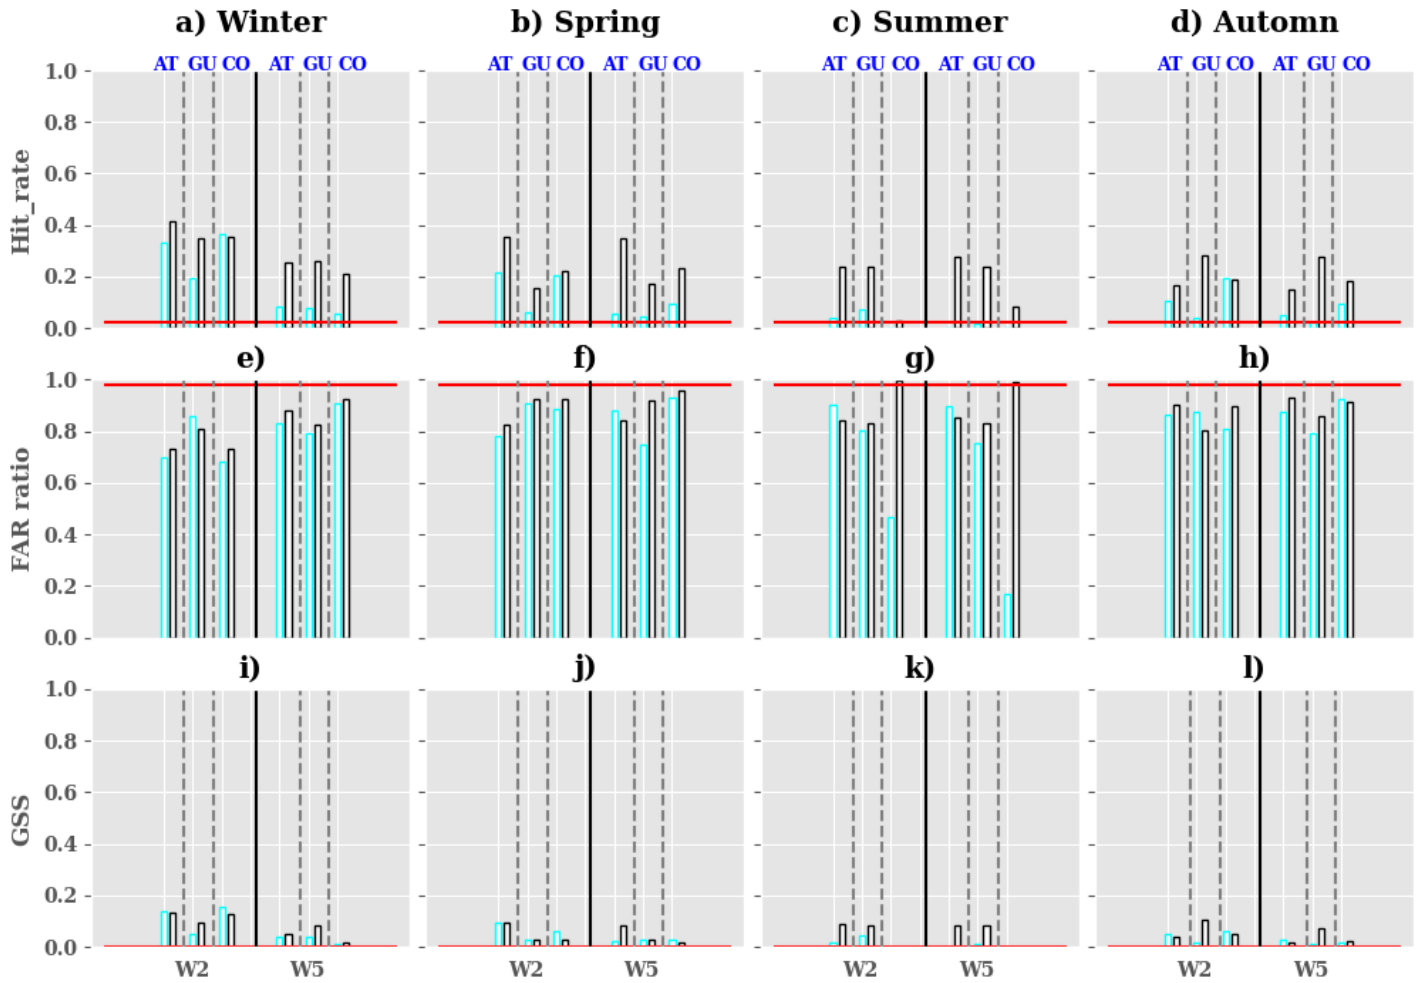 a) Winter b) Spring c) Summer d) Automn
AT GU CO AT GU CO AT GU CO AT GU CO AT GU CO AT GU CO AT GU CO AT GU CO
Hit_rate
1.0
0.8
0.6
0.4
0.2
0.0
e) f) g) h)
FAR ratio
1.0
0.8
0.6
0.4
0.2
0.0
i) j) k) l)
GSS
1.0
0.8
0.6
0.4
0.2
0.0
W2 W5 W2 W5 W2 W5 W2 W5